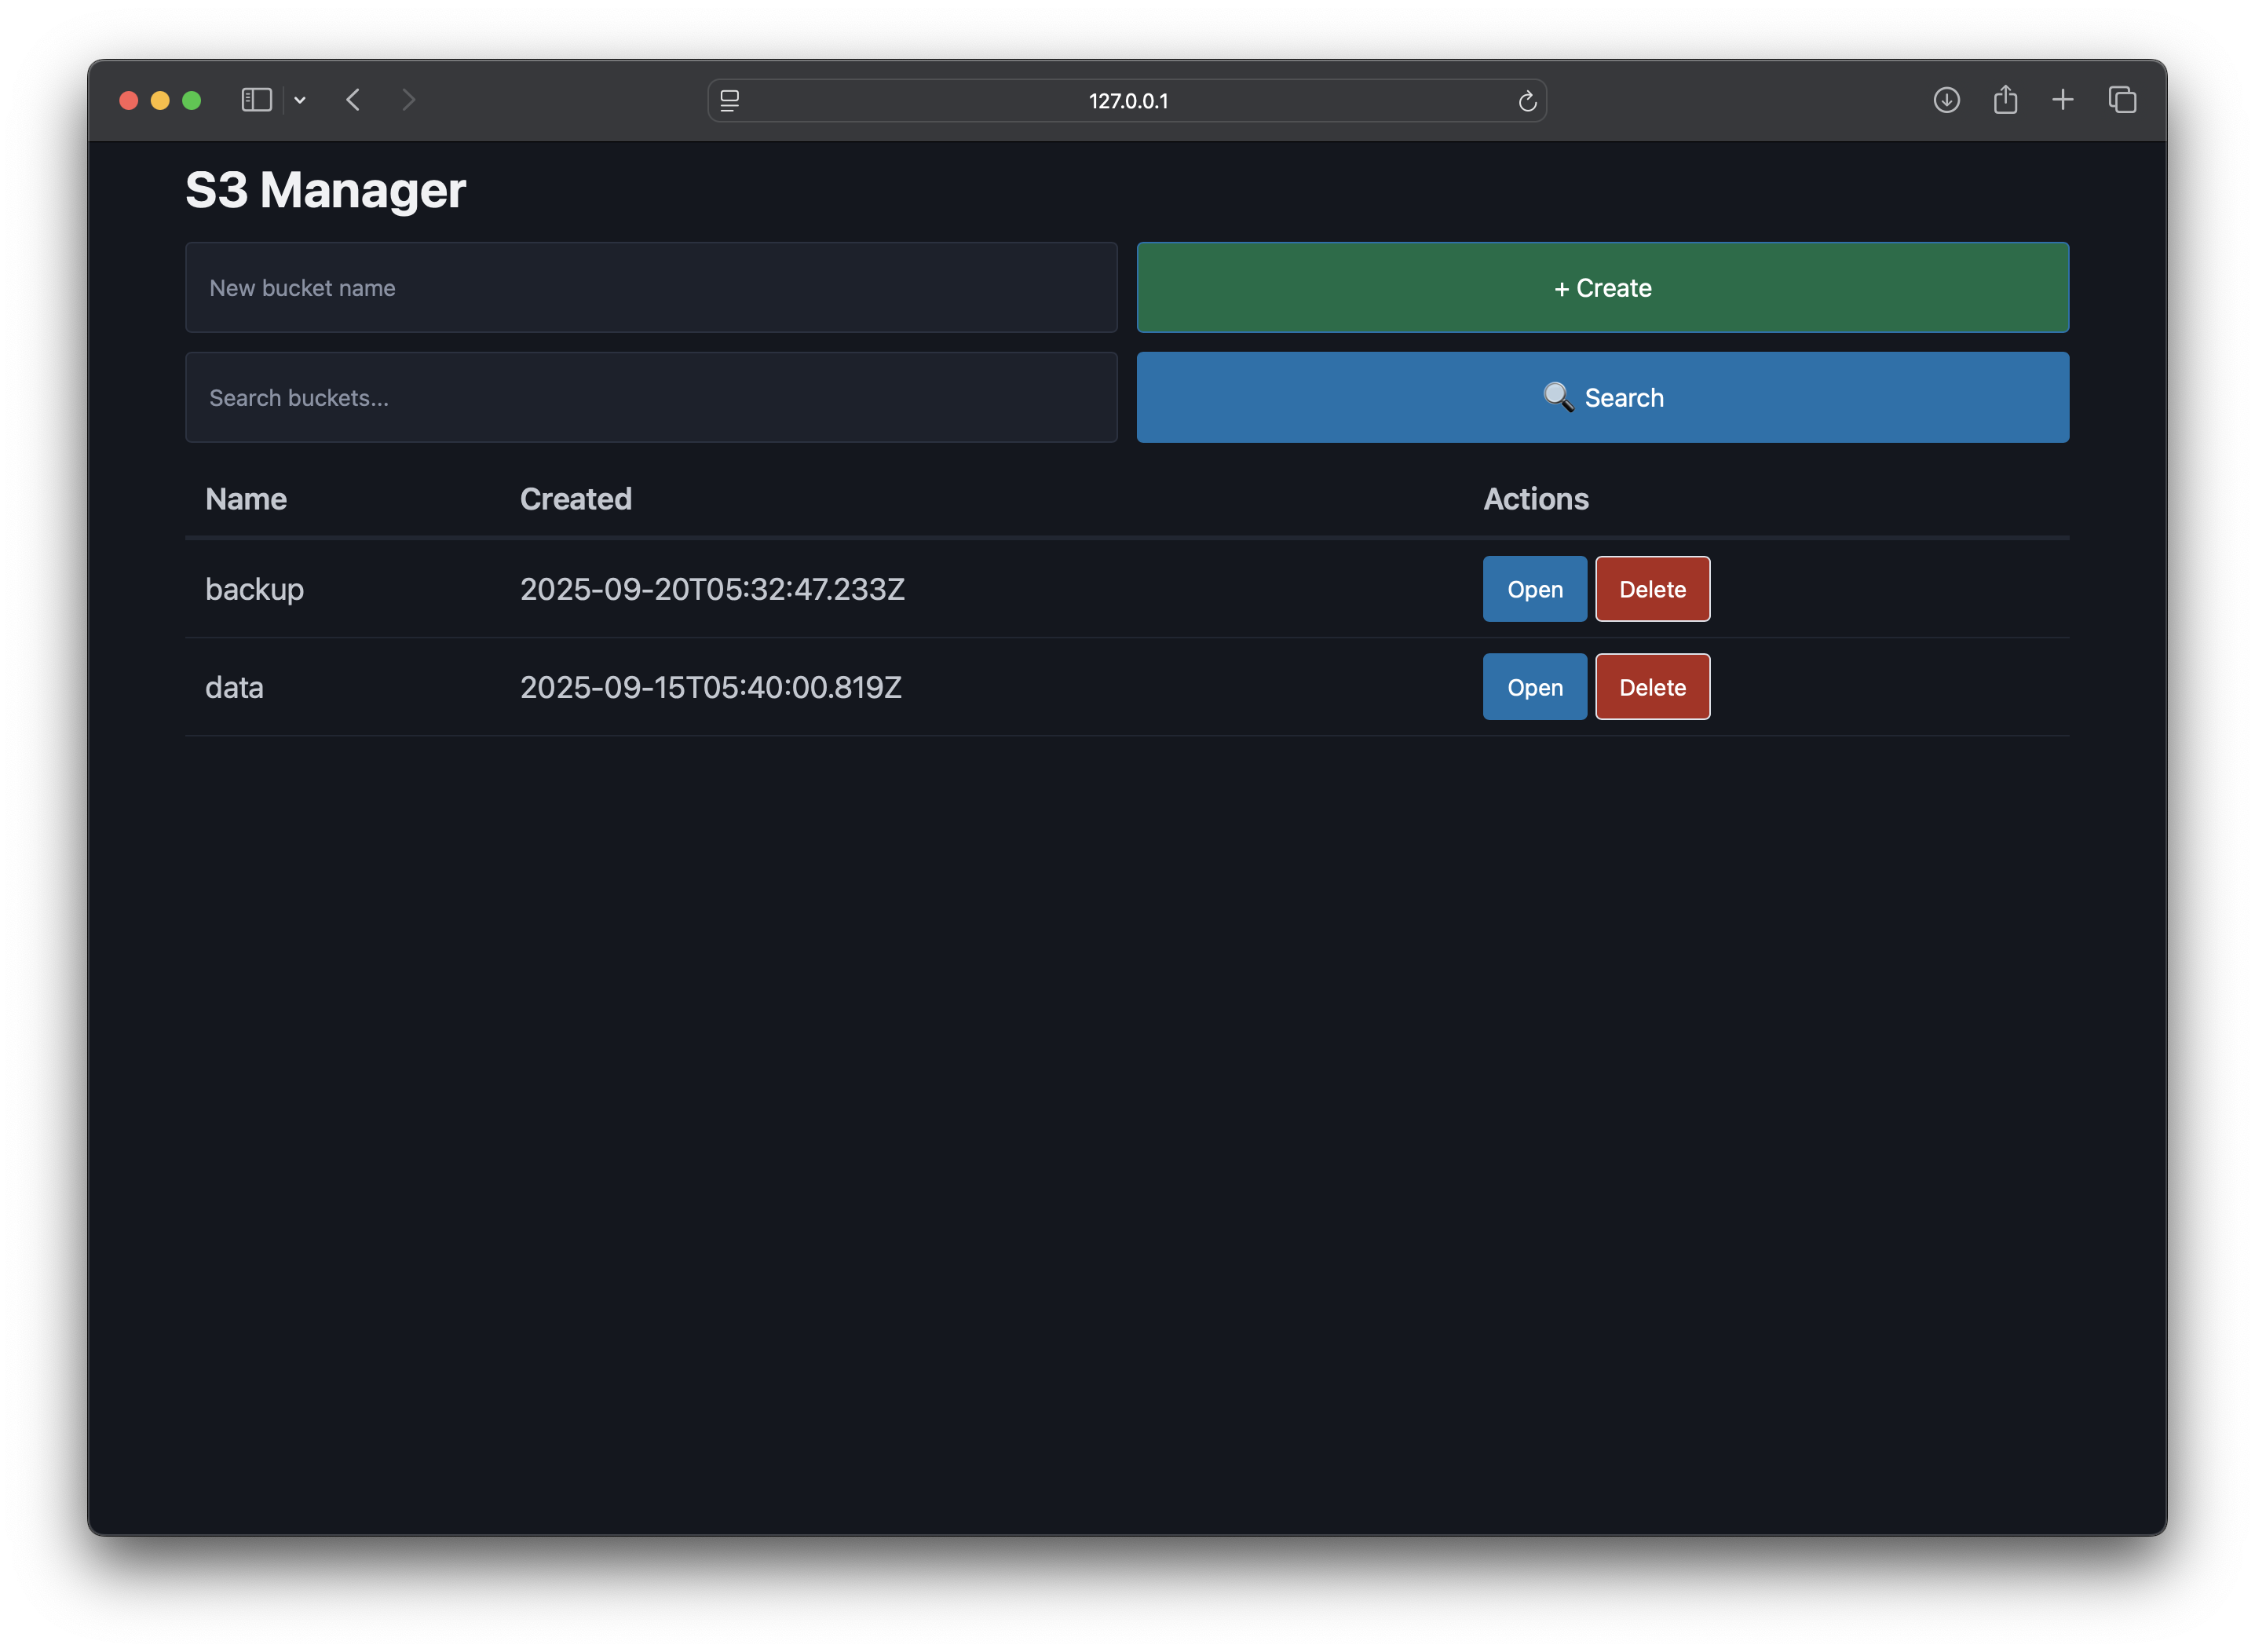 127.0.0.1
S3 Manager
New bucket name
+ Create
Search buckets...
🔍 Search
Name Created Actions
backup 2025-09-20T05:32:47.233Z Open Delete
data 2025-09-15T05:40:00.819Z Open Delete